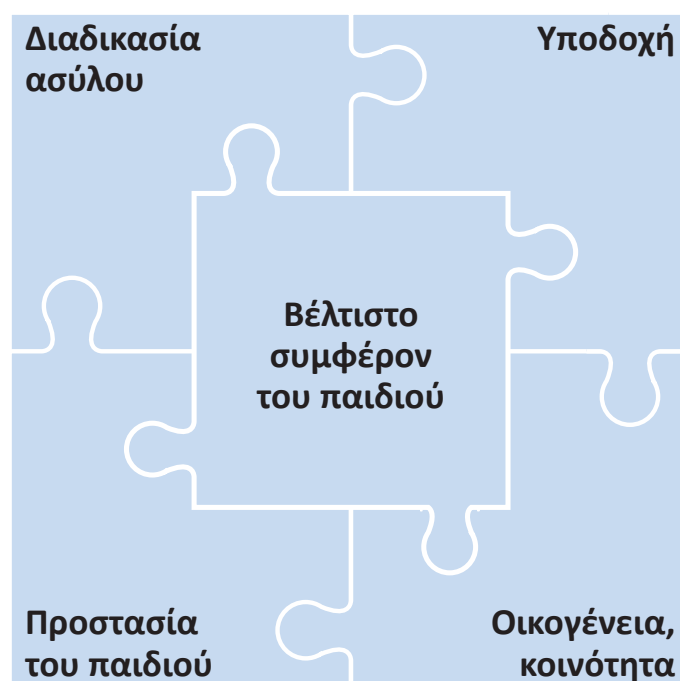 Διαδικασία
ασύλου
Υποδοχή
Βέλτιστο
συμφέρον
του παιδιού
Προστασία
του παιδιού
Οικογένεια,
κοινότητα